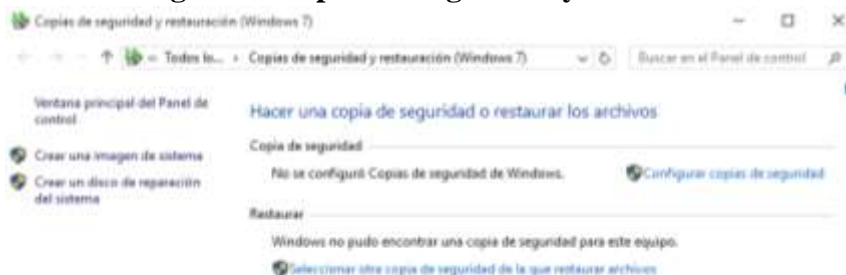 Copias de seguridad y restauración (Windows 7)
Todos lo... Copias de seguridad y restauración (Windows 7) Buscar en el Panel de control
Ventana principal del Panel de control
Crear una imagen de sistema
Crear un disco de reparación del sistema
Hacer una copia de seguridad o restaurar los archivos
Copia de seguridad
No se configuró Copias de seguridad de Windows. Configurar copias de seguridad
Restaurar
Windows no pudo encontrar una copia de seguridad para este equipo.
Seleccionar otra copia de seguridad de la que restaurar archivos